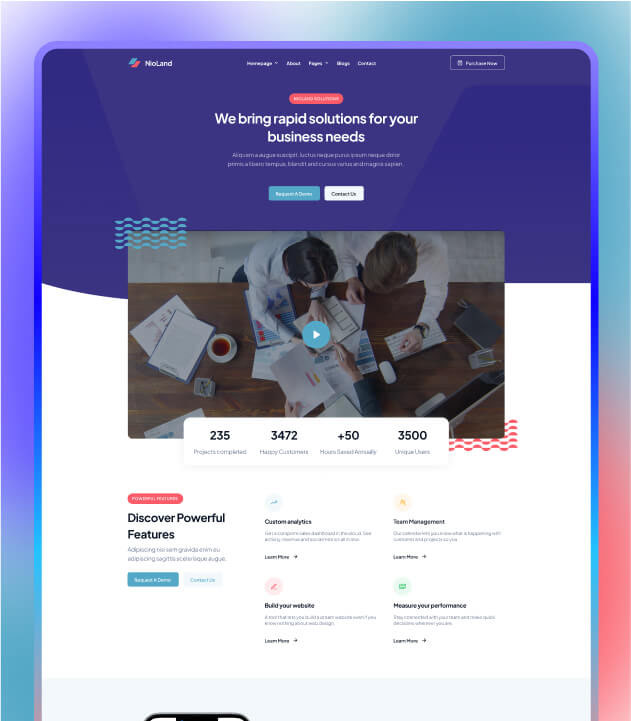 NioLand
Homepage
About
Pages
Blogs
Contact
Purchase Now
NIOLAND SOLUTIONS
We bring rapid solutions for your
business needs
Aliquam a augue suscipit, luctus neque purus ipsum neque dolor
primis a libero tempus, blandit and cursus varius and magnis sapien.
Request A Demo
Contact Us
235
Projects completed
3472
Happy Customers
+50
Hours Saved Annually
3500
Unique Users
POWERFUL FEATURES
Discover Powerful
Features
Adipiscing nisi sem gravida enim eu
adipiscing sagittis scelerisque augue.
Request A Demo
Contact Us
Custom analytics
Get a complete sales dashboard in the cloud. See
activity, revenue and social metrics all in one.
Learn More
Team Management
Our calendar lets you know what is happening with
customers and projects so you
Learn More
Build your website
A tool that lets you build a dream website even if you
know nothing about web design.
Learn More
Measure your performance
Stay connected with your team and make quick
decisions wherever you are.
Learn More